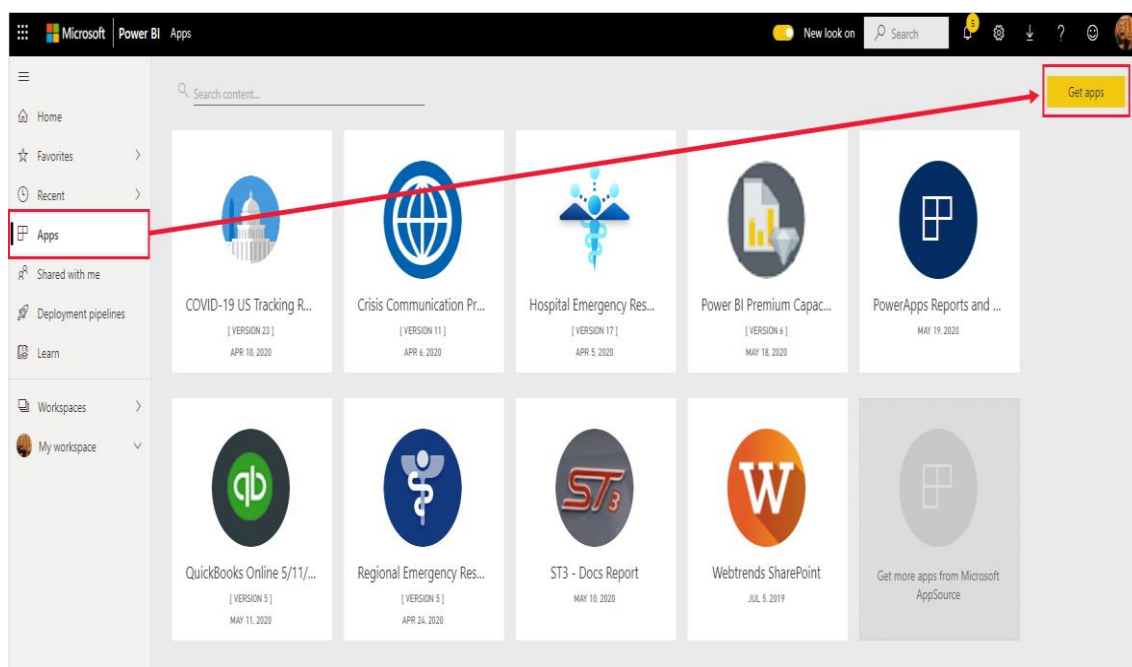 Microsoft Power BI Apps New look on Search 5 ?
Search content...
Get apps
Home
Favorites
Recent
Apps
Shared with me
Deployment pipelines
Learn
Workspaces
My workspace
COVID-19 US Tracking R...
[ VERSION 23 ]
APR 10, 2020
Crisis Communication Pr...
[ VERSION 11 ]
APR 6, 2020
Hospital Emergency Res...
[ VERSION 17 ]
APR 5, 2020
Power BI Premium Capac...
[ VERSION 6 ]
MAY 18, 2020
PowerApps Reports and ...
MAY 19, 2020
qb
QuickBooks Online 5/11/...
[ VERSION 5 ]
MAY 11, 2020
Regional Emergency Res...
[ VERSION 5 ]
APR 24, 2020
ST3
ST3 - Docs Report
MAY 10, 2020
W
Webtrends SharePoint
JUL 5, 2019
Get more apps from Microsoft
AppSource